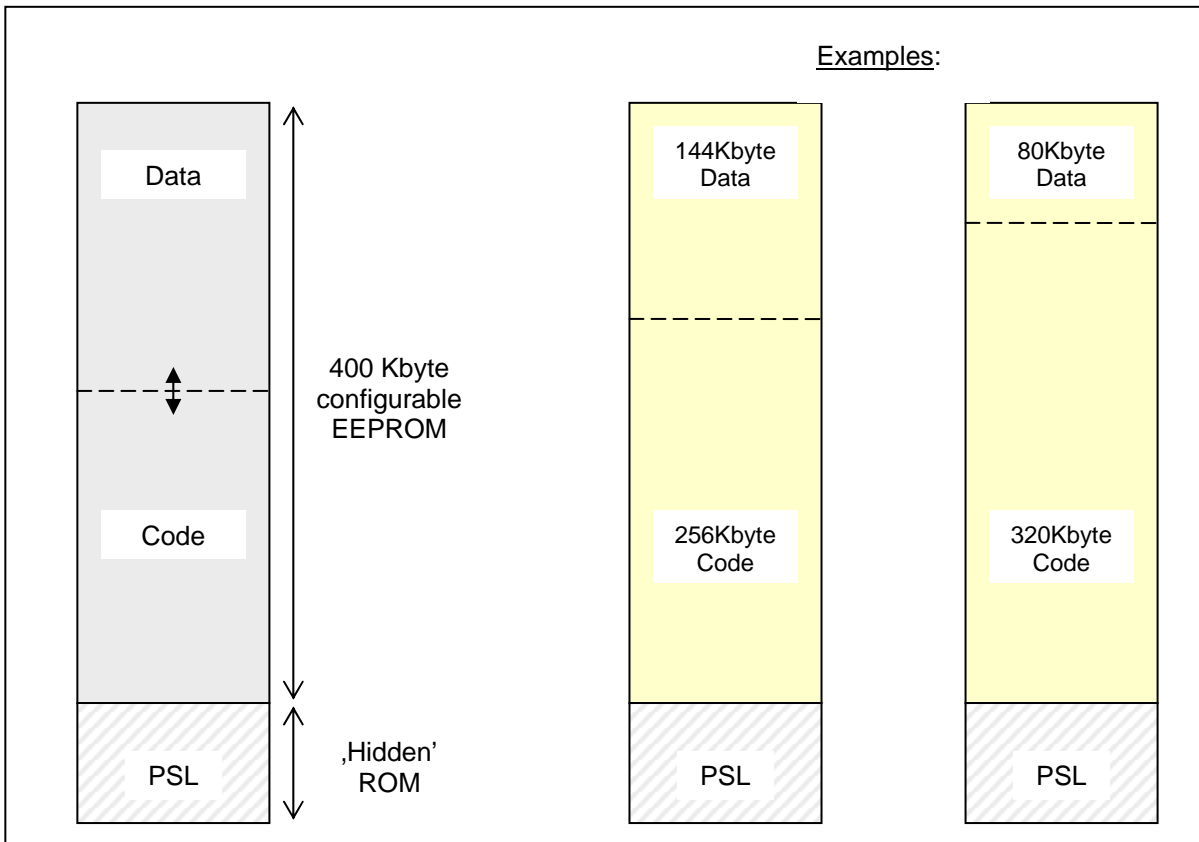 Examples:
Data
Code
PSL
400 Kbyte
configurable
EEPROM
‚Hidden’
ROM
144Kbyte
Data
256Kbyte
Code
PSL
80Kbyte
Data
320Kbyte
Code
PSL